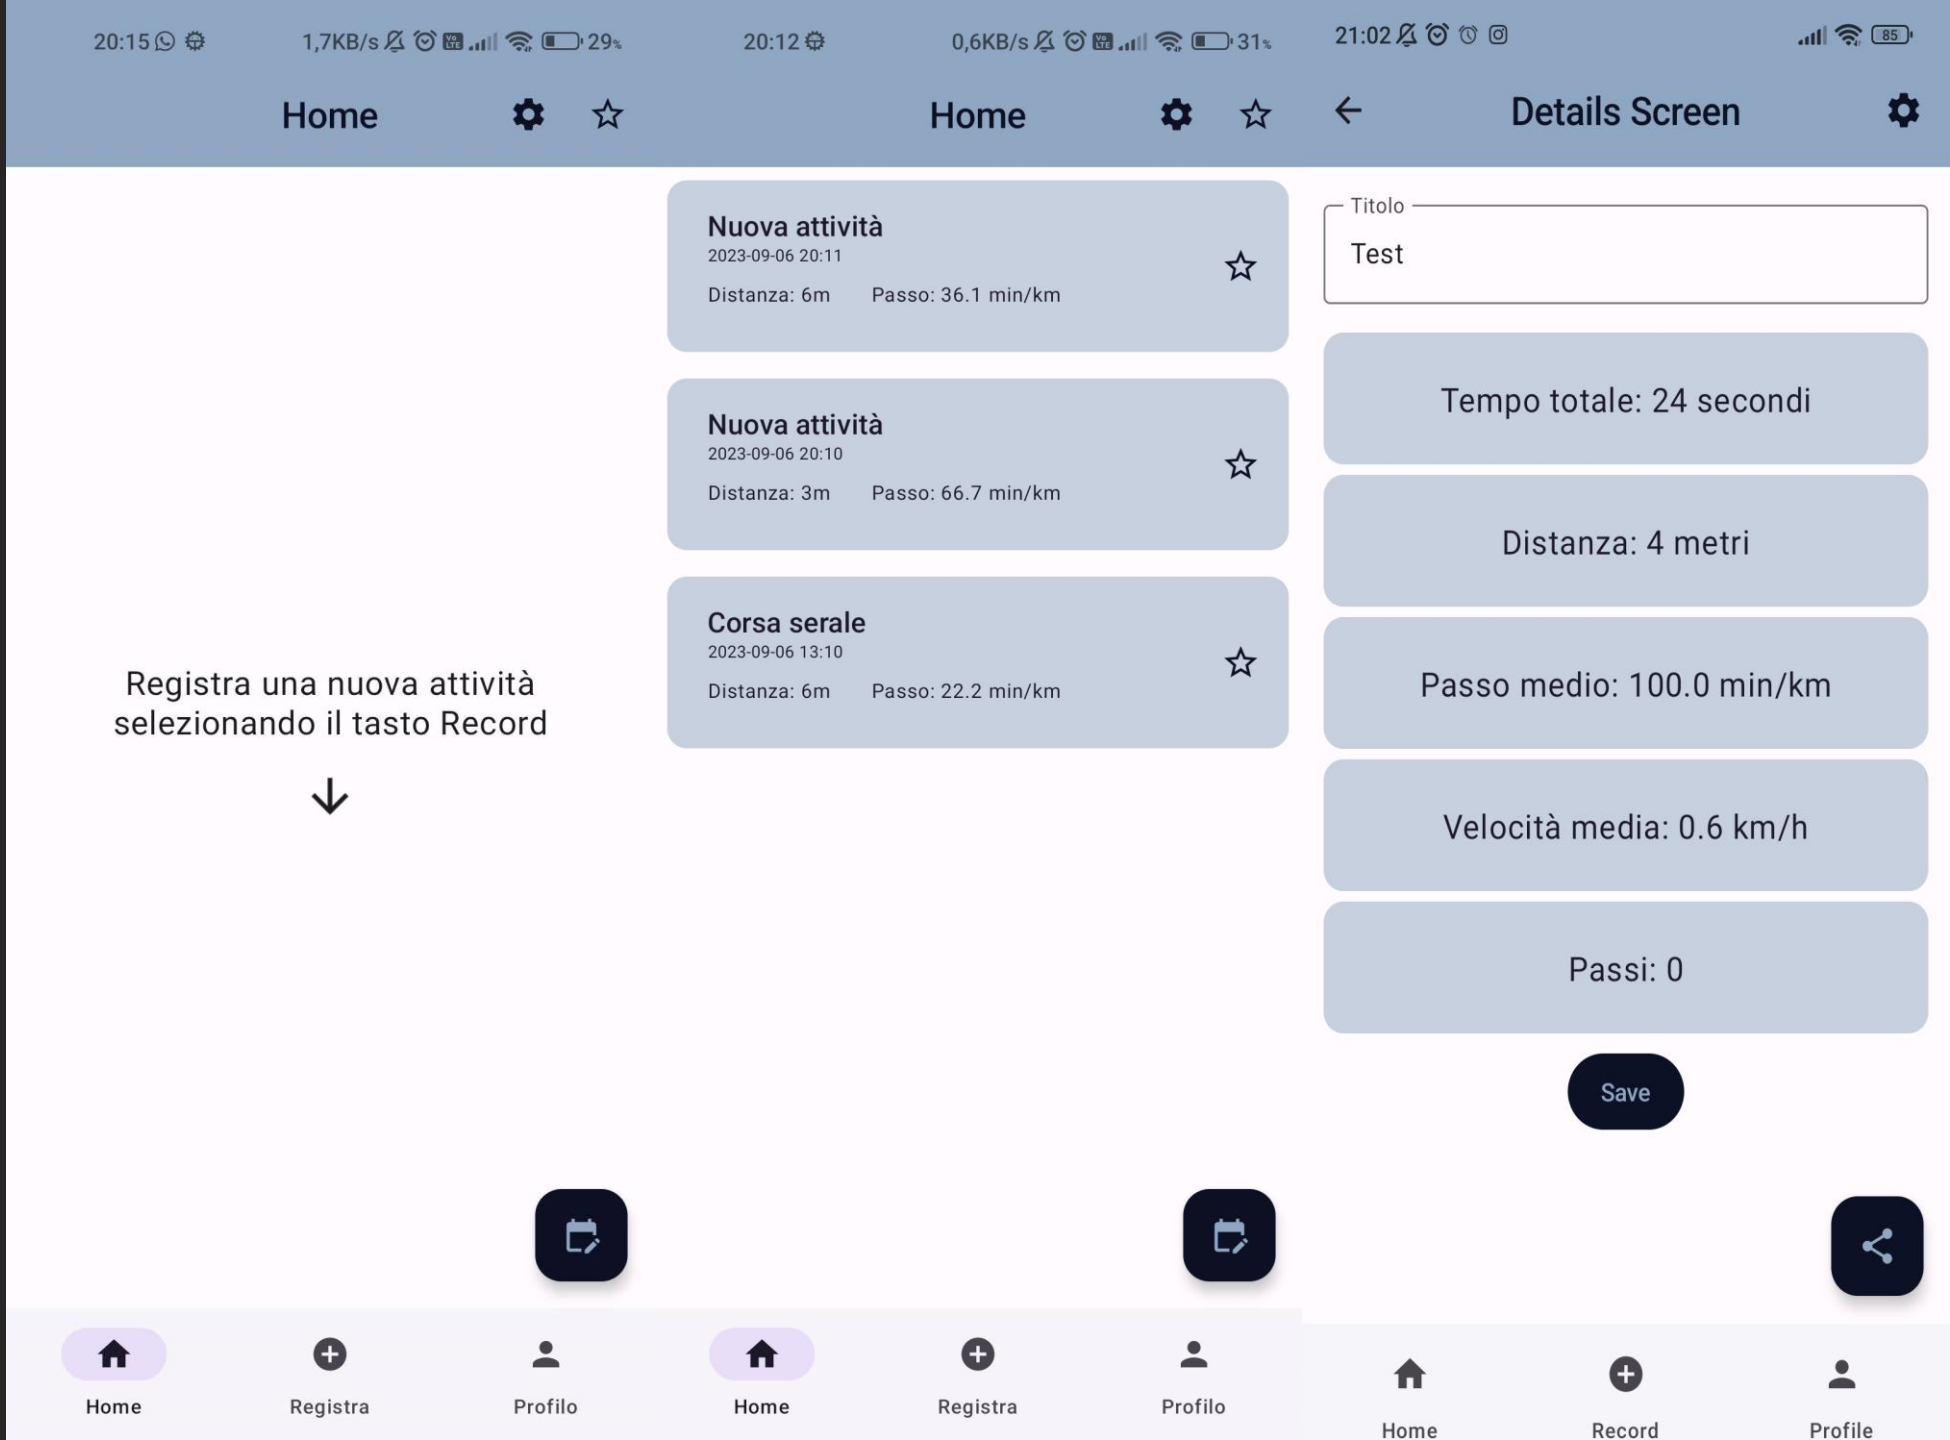 20:15
1,7KB/s
Vo LTE
29%
Home
Registra una nuova attività
selezionando il tasto Record
Home
Registra
Profilo
20:12
0,6KB/s
Vo LTE
31%
Home
Nuova attività
2023-09-06 20:11
Distanza: 6m Passo: 36.1 min/km
Nuova attività
2023-09-06 20:10
Distanza: 3m Passo: 66.7 min/km
Corsa serale
2023-09-06 13:10
Distanza: 6m Passo: 22.2 min/km
Home
Registra
Profilo
21:02
85
Details Screen
Titolo
Test
Tempo totale: 24 secondi
Distanza: 4 metri
Passo medio: 100.0 min/km
Velocità media: 0.6 km/h
Passi: 0
Save
Home
Record
Profile